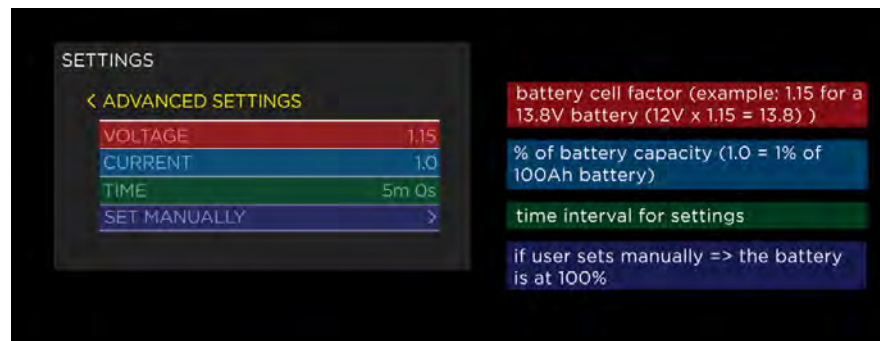 SETTINGS
< ADVANCED SETTINGS
VOLTAGE 1.15
CURRENT 1.0
TIME 5m 0s
SET MANUALLY >
battery cell factor (example: 1.15 for a
13.8V battery (12V x 1.15 = 13.8) )
% of battery capacity (1.0 = 1% of
100Ah battery)
time interval for settings
if user sets manually => the battery
is at 100%